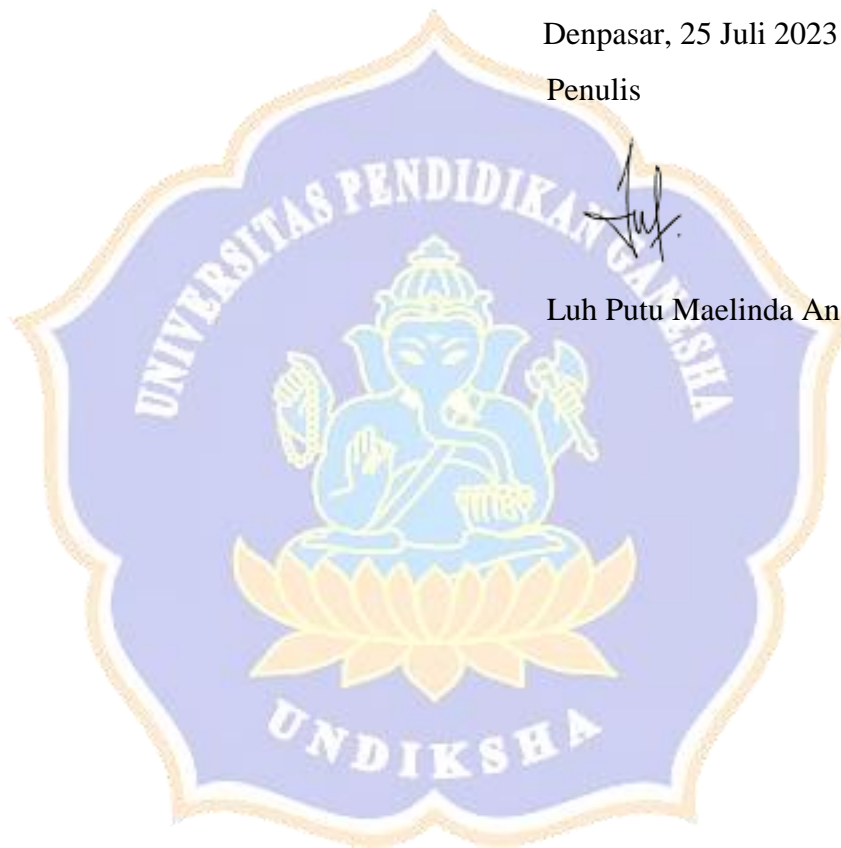 Denpasar, 25 Juli 2023
Penulis
Luh Putu Maelinda An
UNIVERSITAS PENDIDIKAN GANESHA
UNDIKSHA